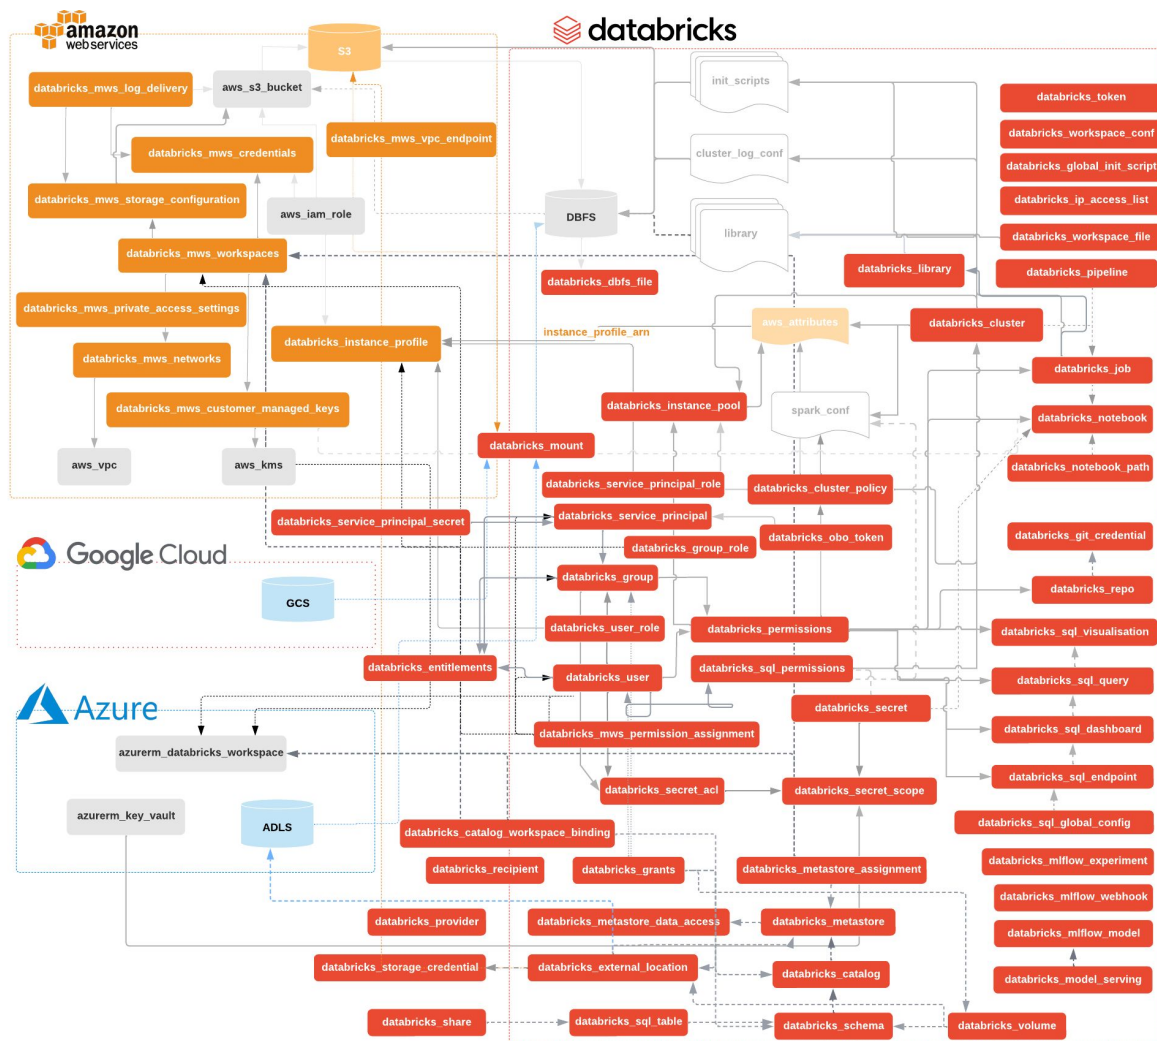 amazon
webservices
databricks
S3
init_scripts
databricks_mws_log_delivery
aws_s3_bucket
databricks_token
databricks_mws_vpc_endpoint
databricks_workspace_conf
databricks_mws_credentials
cluster_log_conf
databricks_global_init_script
databricks_mws_storage_configuration
aws_iam_role
DBFS
databricks_ip_access_list
library
databricks_workspace_file
databricks_mws_workspaces
databricks_dbfs_file
databricks_library
databricks_pipeline
databricks_mws_private_access_settings
instance_profile_arn
aws_attributes
databricks_cluster
databricks_instance_profile
databricks_mws_networks
databricks_job
databricks_mws_customer_managed_keys
databricks_instance_pool
spark_conf
databricks_notebook
databricks_mount
aws_vpc
aws_kms
databricks_notebook_path
databricks_service_principal_role
databricks_cluster_policy
databricks_service_principal_secret
databricks_service_principal
databricks_obo_token
databricks_git_credential
Google Cloud
databricks_group_role
databricks_group
databricks_repo
GCS
databricks_user_role
databricks_permissions
databricks_sql_visualisation
databricks_entitlements
databricks_user
databricks_sql_permissions
databricks_sql_query
Azure
databricks_secret
databricks_sql_dashboard
azurerm_databricks_workspace
databricks_mws_permission_assignment
databricks_sql_endpoint
databricks_secret_acl
databricks_secret_scope
azurerm_key_vault
ADLS
databricks_catalog_workspace_binding
databricks_sql_global_config
databricks_recipient
databricks_grants
databricks_metastore_assignment
databricks_mlflow_experiment
databricks_mlflow_webhook
databricks_provider
databricks_metastore_data_access
databricks_metastore
databricks_mlflow_model
databricks_storage_credential
databricks_external_location
databricks_catalog
databricks_model_serving
databricks_share
databricks_sql_table
databricks_schema
databricks_volume